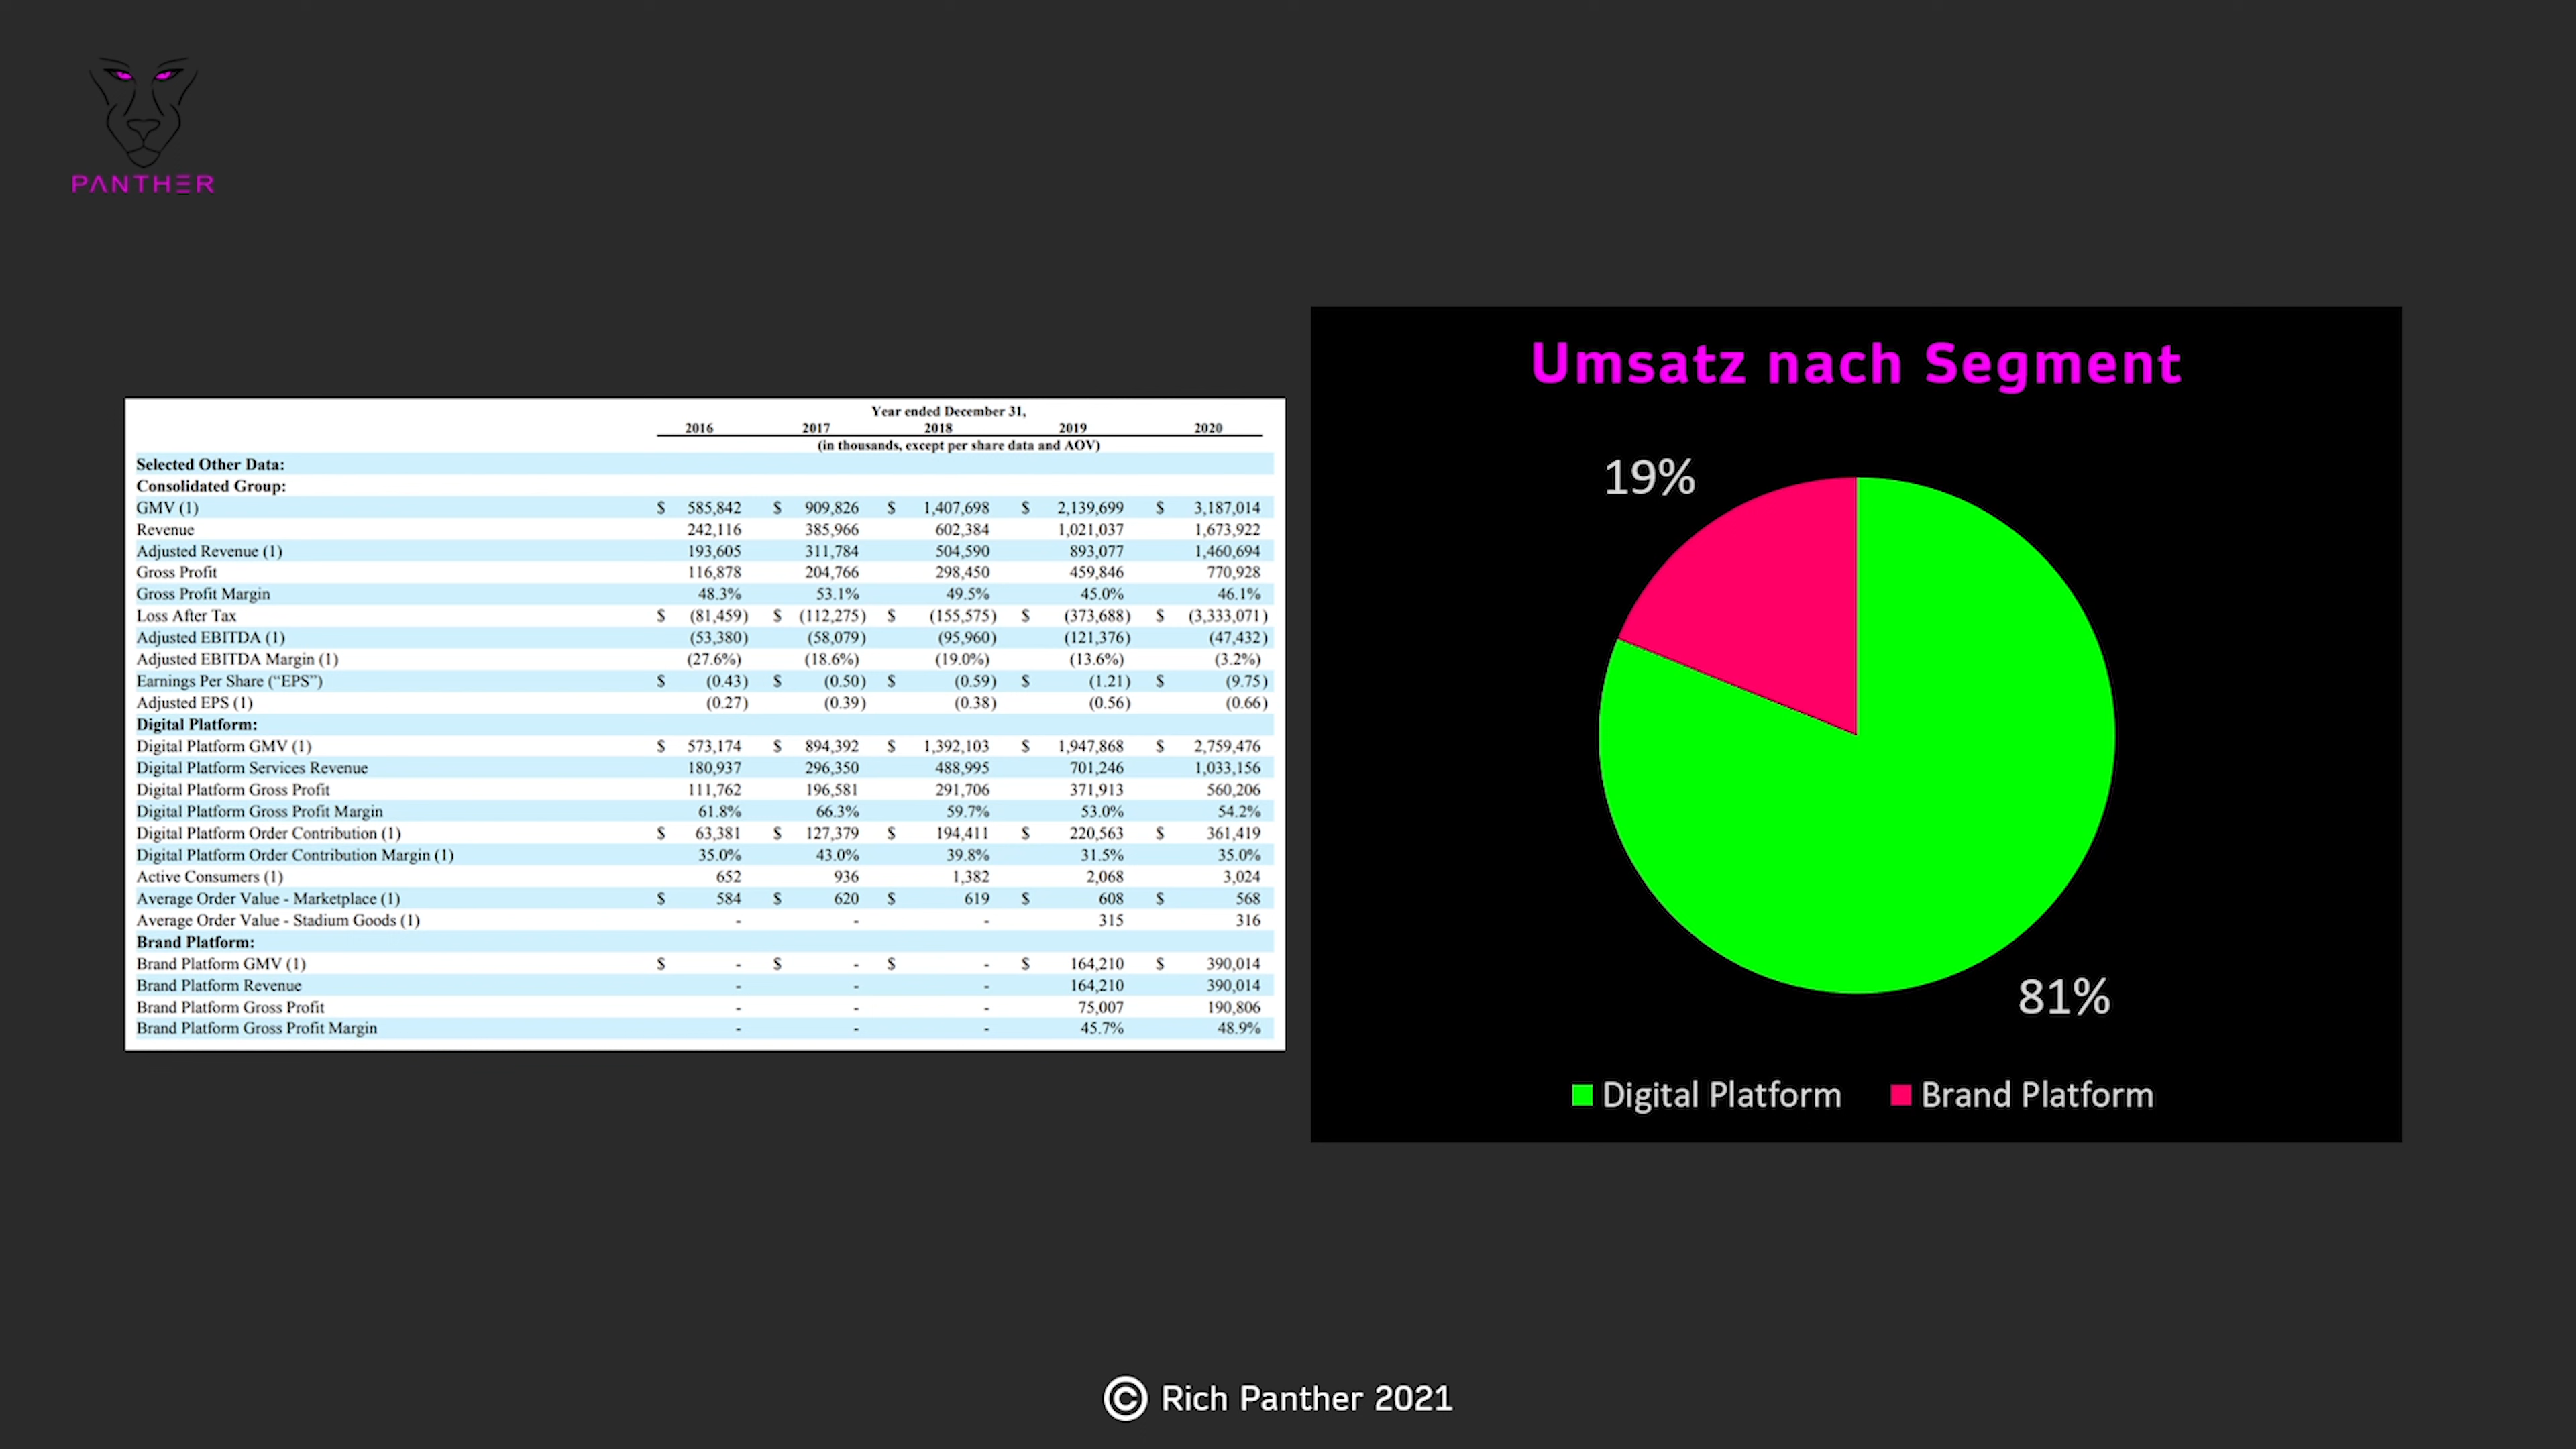 PANTHER
Year ended December 31,
2016 2017 2018 2019 2020
(in thousands, except per share data and AOV)
Selected Other Data:
Consolidated Group:
GMV (1) $ 585,842 $ 909,826 $ 1,407,698 $ 2,139,699 $ 3,187,014
Revenue 242,116 385,966 602,384 1,021,037 1,673,922
Adjusted Revenue (1) 193,605 311,784 504,590 893,077 1,460,694
Gross Profit 116,878 204,766 298,450 459,846 770,928
Gross Profit Margin 48.3% 53.1% 49.5% 45.0% 46.1%
Loss After Tax $ (81,459) $ (112,275) $ (155,575) $ (373,688) $ (3,333,071)
Adjusted EBITDA (1) (53,380) (58,079) (95,960) (121,376) (47,432)
Adjusted EBITDA Margin (1) (27.6%) (18.6%) (19.0%) (13.6%) (3.2%)
Earnings Per Share (“EPS”) $ (0.43) $ (0.50) $ (0.59) $ (1.21) $ (9.75)
Adjusted EPS (1) (0.27) (0.39) (0.38) (0.56) (0.66)
Digital Platform:
Digital Platform GMV (1) $ 573,174 $ 894,392 $ 1,392,103 $ 1,947,868 $ 2,759,476
Digital Platform Services Revenue 180,937 296,350 488,995 701,246 1,033,156
Digital Platform Gross Profit 111,762 196,581 291,706 371,913 560,206
Digital Platform Gross Profit Margin 61.8% 66.3% 59.7% 53.0% 54.2%
Digital Platform Order Contribution (1) $ 63,381 $ 127,379 $ 194,411 $ 220,563 $ 361,419
Digital Platform Order Contribution Margin (1) 35.0% 43.0% 39.8% 31.5% 35.0%
Active Consumers (1) 652 936 1,382 2,068 3,024
Average Order Value - Marketplace (1) $ 584 $ 620 $ 619 $ 608 $ 568
Average Order Value - Stadium Goods (1) - - - 315 316
Brand Platform:
Brand Platform GMV (1) $ - $ - $ - $ 164,210 $ 390,014
Brand Platform Revenue - - - 164,210 390,014
Brand Platform Gross Profit - - - 75,007 190,806
Brand Platform Gross Profit Margin - - - 45.7% 48.9%
Umsatz nach Segment
19%
81%
Digital Platform Brand Platform
© Rich Panther 2021